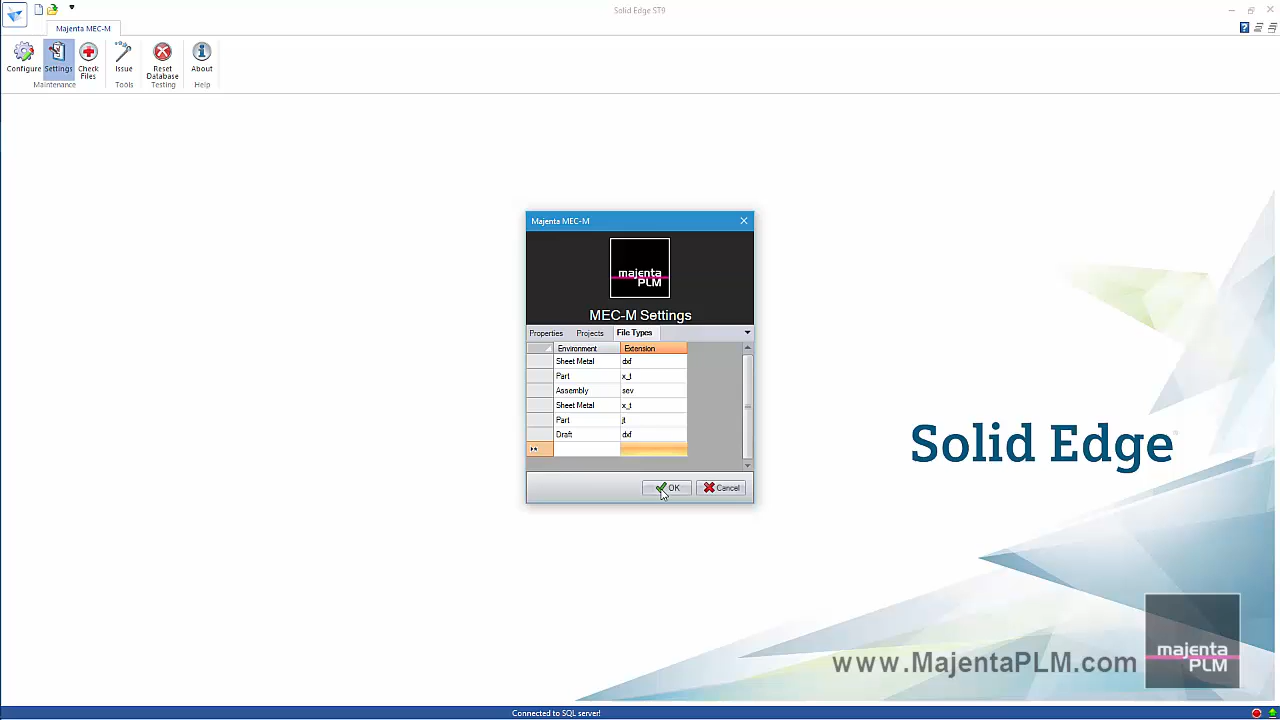 Solid Edge ST9
Majenta MEC-M
Configure Settings Check Files Issue Reset Database About
Maintenance Tools Testing Help
Majenta MEC-M
majenta
PLM
MEC-M Settings
Properties Projects File Types
Environment Extension
Sheet Metal dxf
Part x_t
Assembly sev
Sheet Metal x_t
Part jt
Draft dxf
OK Cancel
Solid Edge
www.MajentaPLM.com
majenta
PLM
Connected to SQL server!